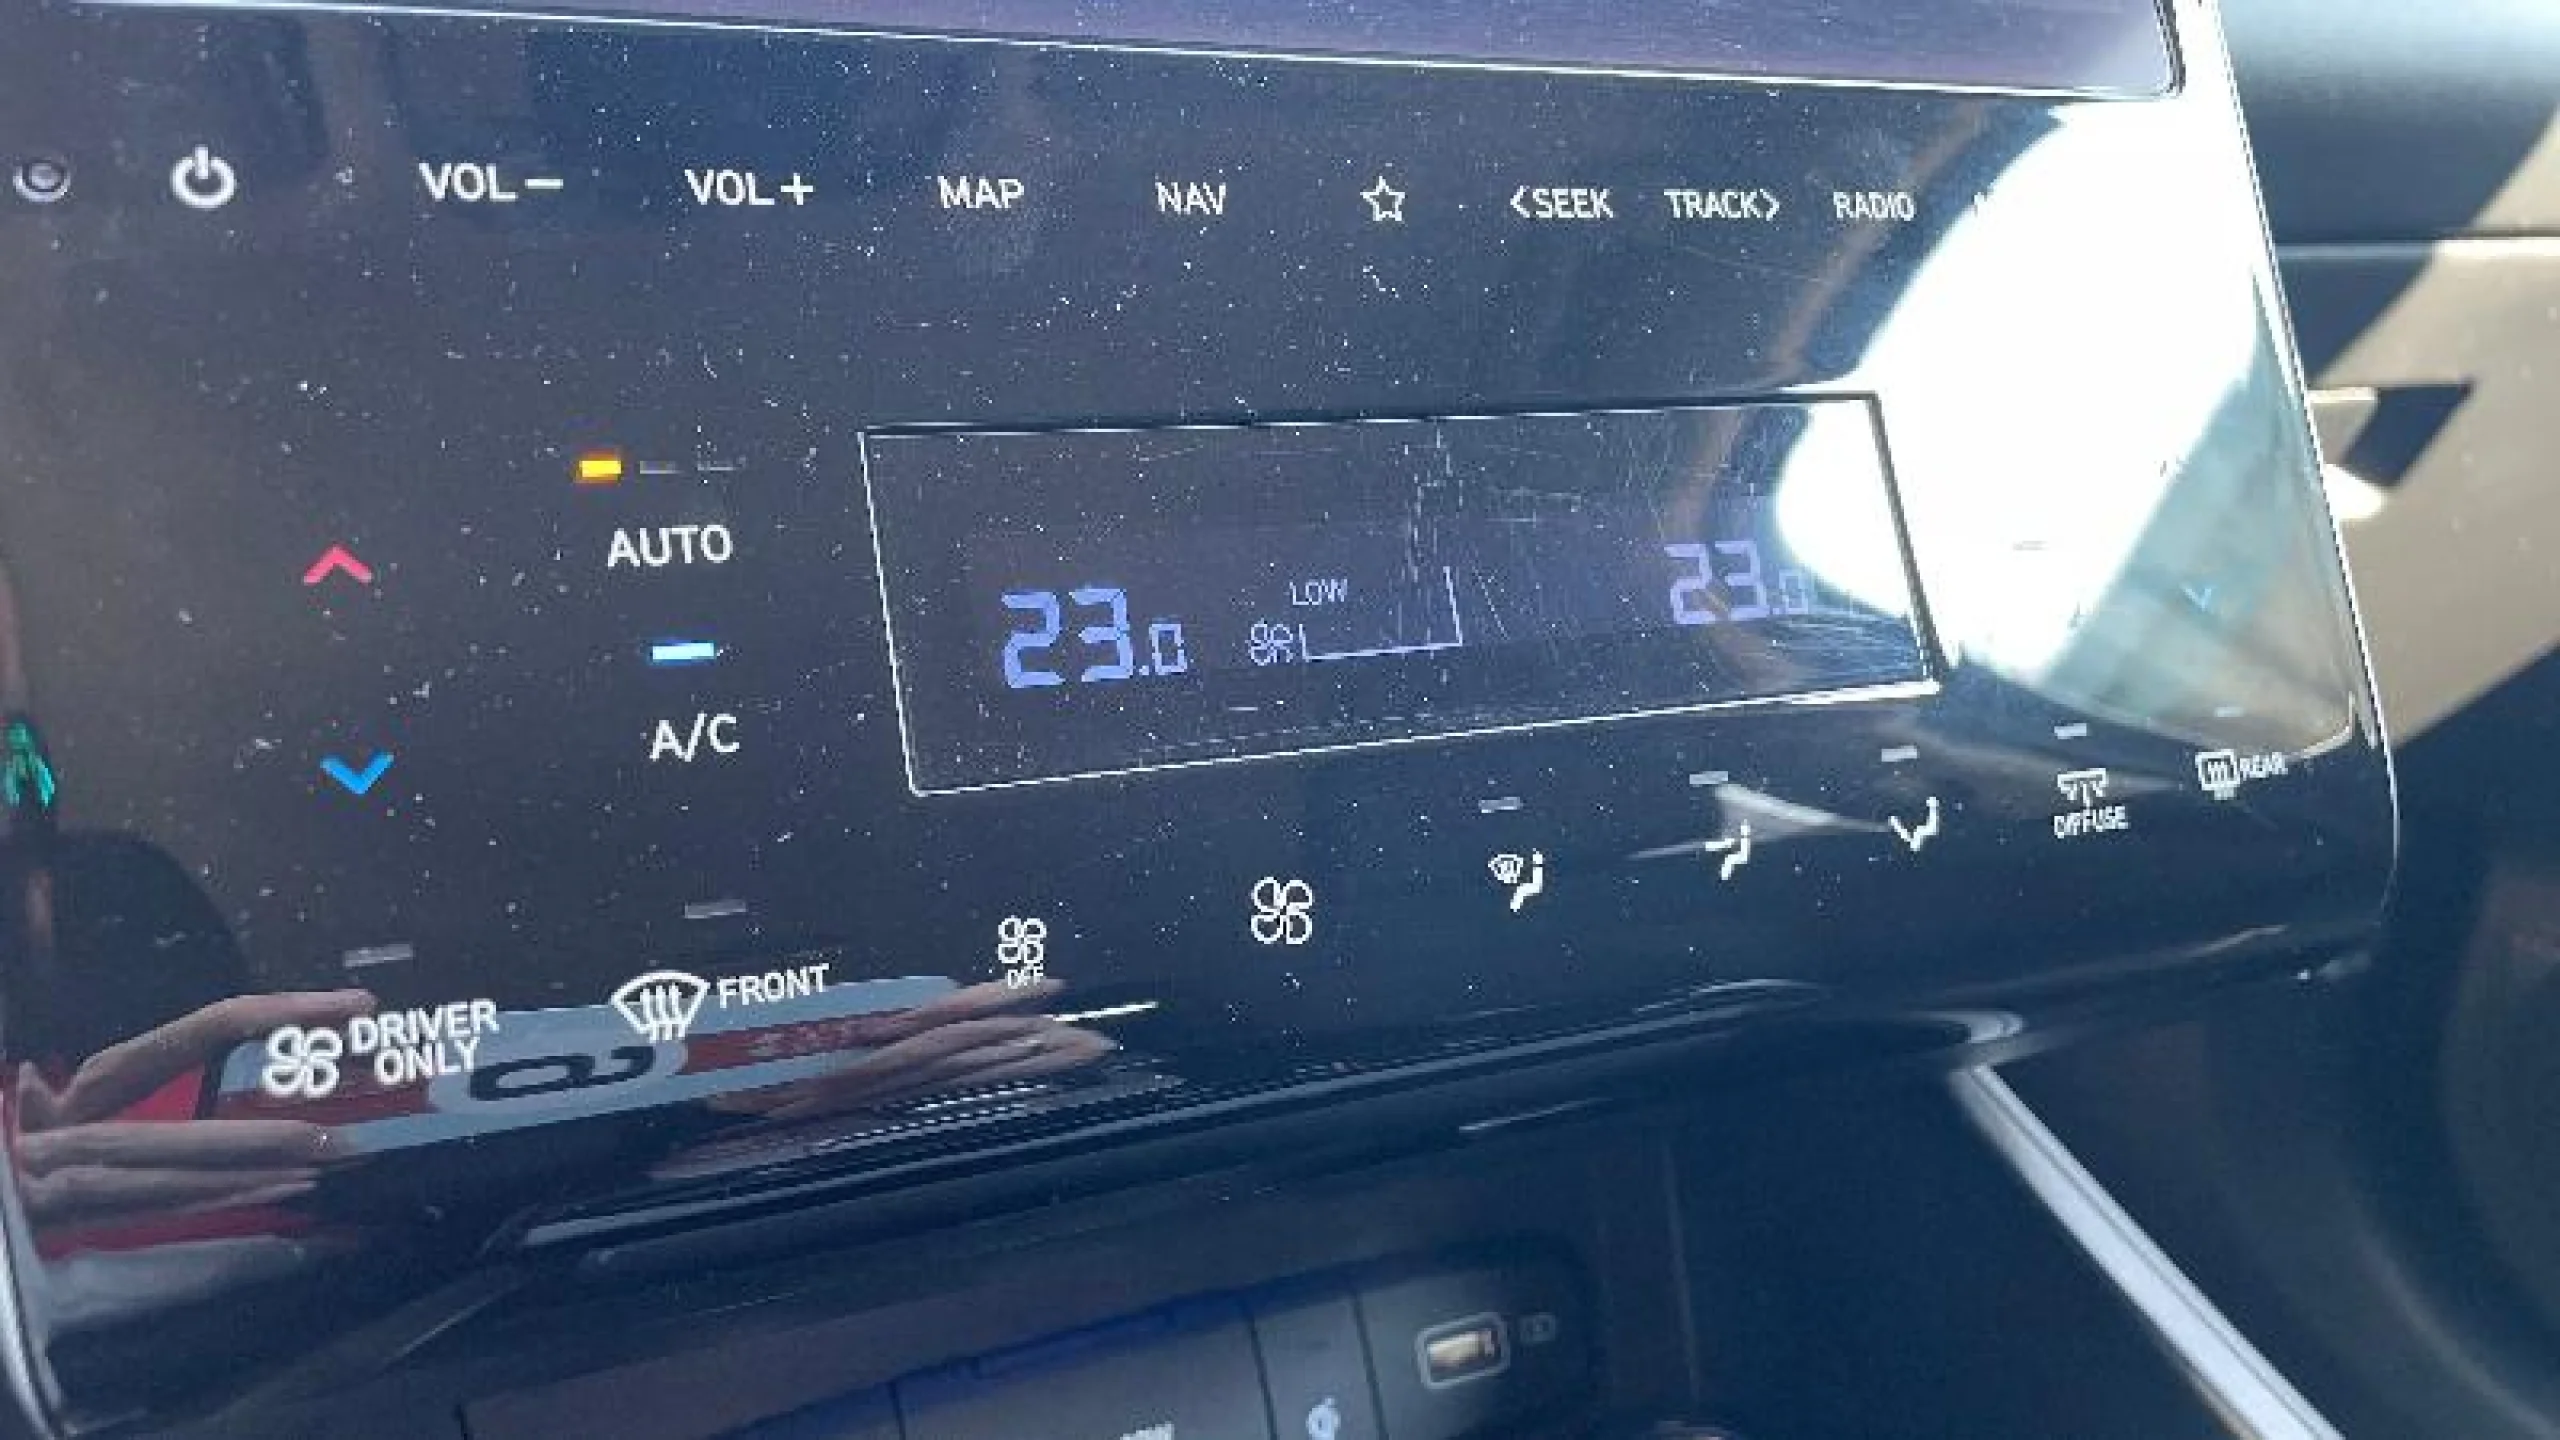 VOL− VOL+ MAP NAV ☆ <SEEK TRACK> RADIO
AUTO
LOW
23.0 23.0
A/C
DIFFUSE REAR
OFF
FRONT
DRIVER
ONLY